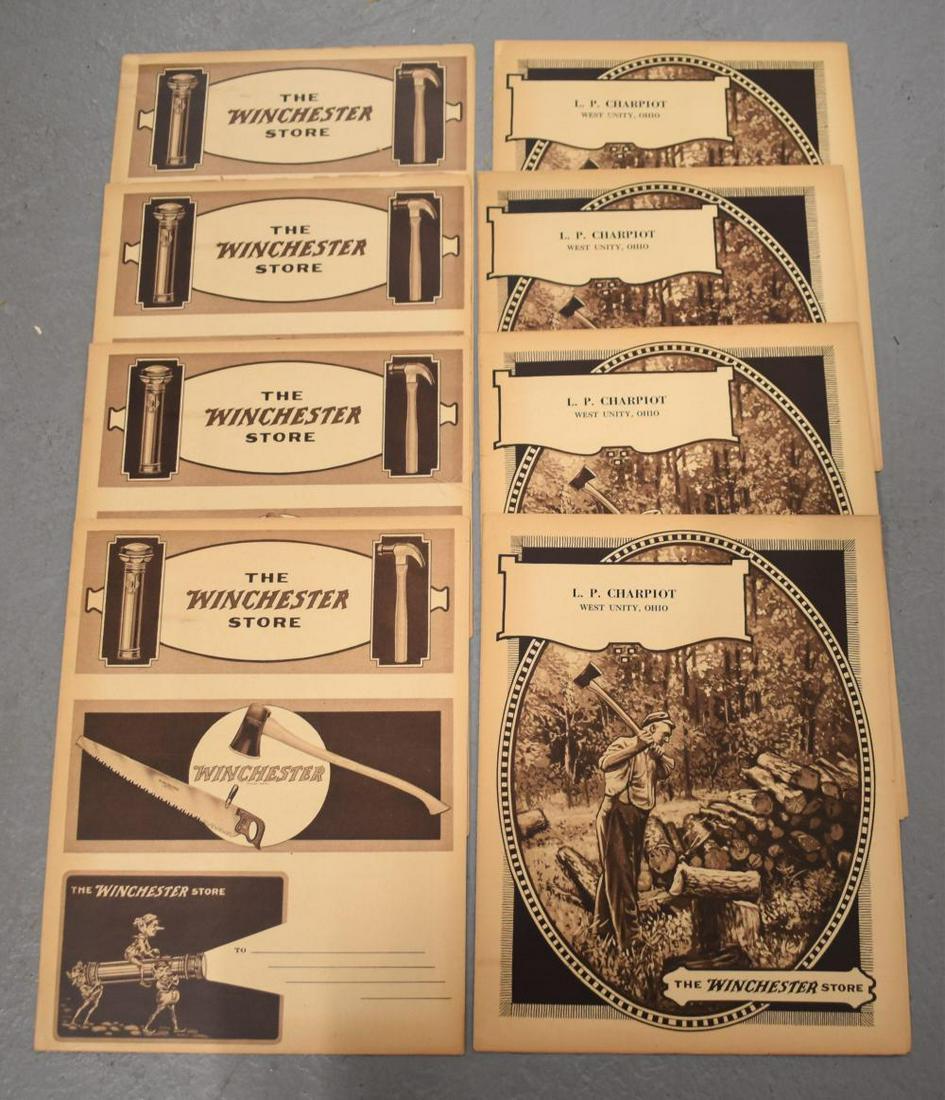 THE
WINCHESTER
STORE
THE
WINCHESTER
STORE
THE
WINCHESTER
STORE
THE
WINCHESTER
STORE
WINCHESTER
THE WINCHESTER STORE
TO
L. P. CHARPIOT
WEST UNITY, OHIO
L. P. CHARPIOT
WEST UNITY, OHIO
L. P. CHARPIOT
WEST UNITY, OHIO
L. P. CHARPIOT
WEST UNITY, OHIO
THE WINCHESTER STORE